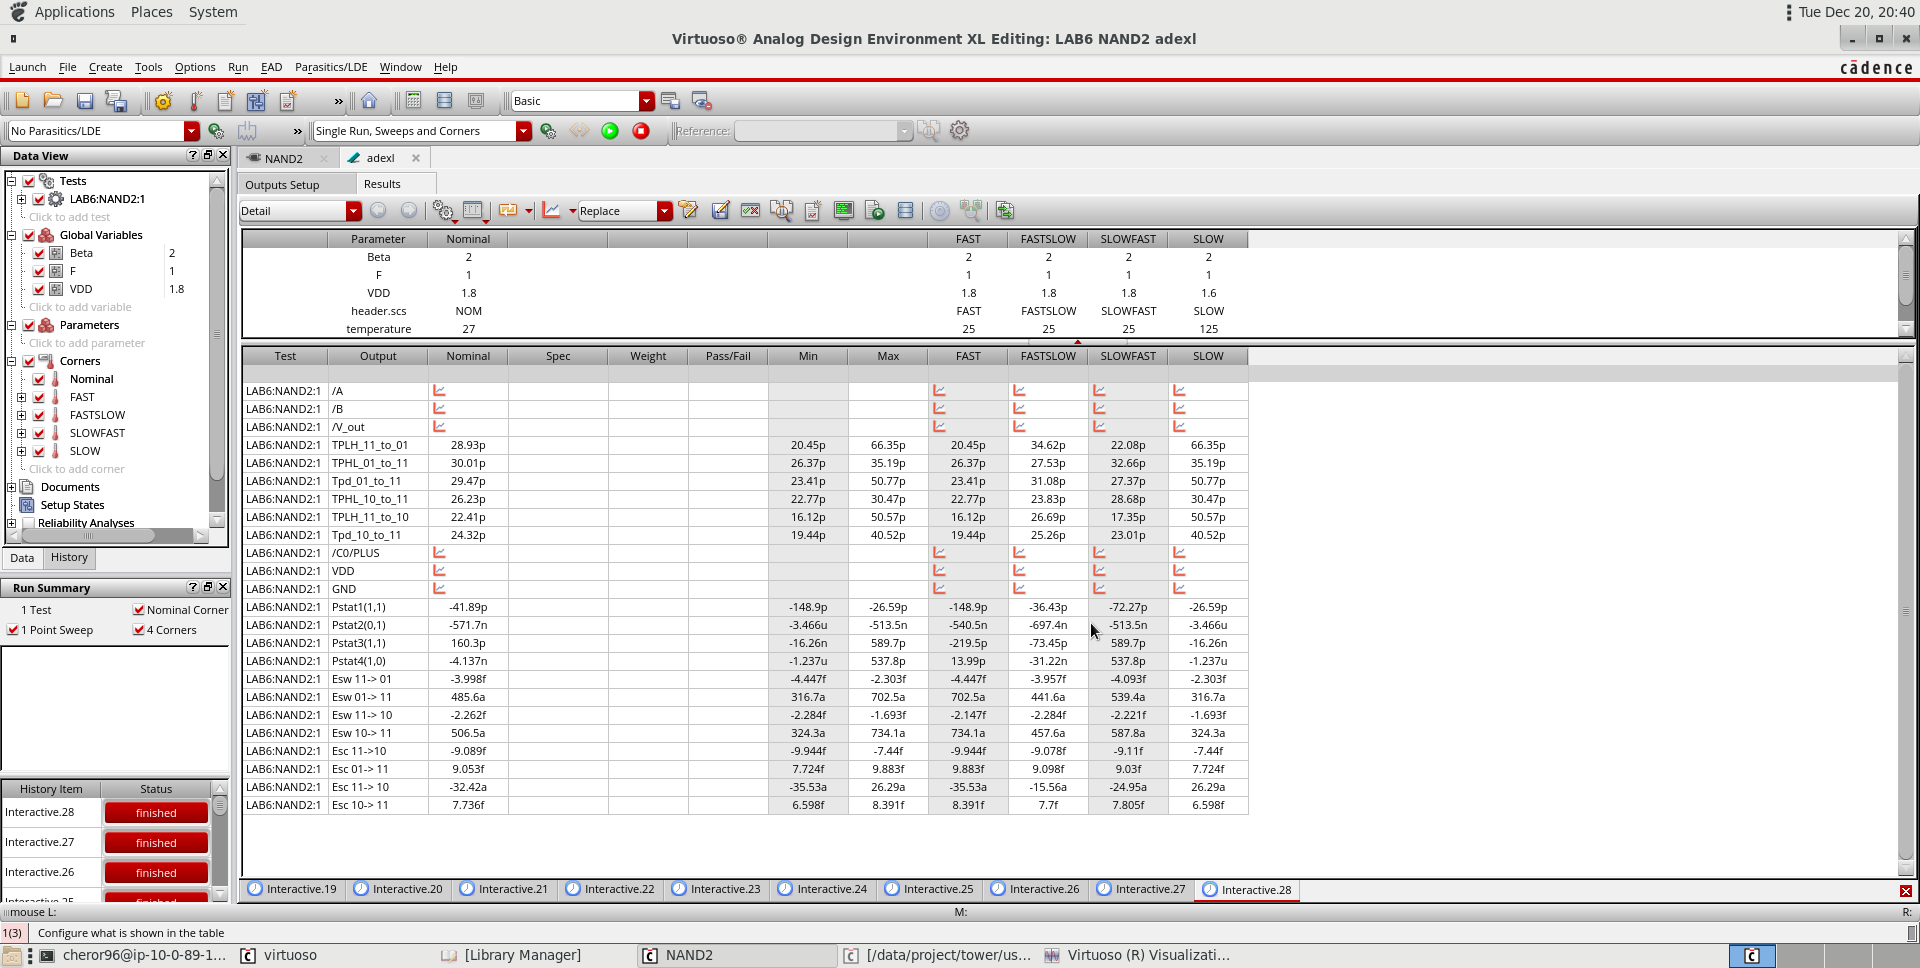 Applications Places System Tue Dec 20, 20:40
Virtuoso® Analog Design Environment XL Editing: LAB6 NAND2 adexl
Launch File Create Tools Options Run EAD Parasitics/LDE Window Help cādence
» Basic
No Parasitics/LDE » Single Run, Sweeps and Corners Reference:
Data View
Tests
LAB6:NAND2:1
Click to add test
Global Variables
Beta 2
F 1
VDD 1.8
Click to add variable
Parameters
Click to add parameter
Corners
Nominal
FAST
FASTSLOW
SLOWFAST
SLOW
Click to add corner
Documents
Setup States
Reliability Analyses
Data History
Run Summary
1 Test Nominal Corner
1 Point Sweep 4 Corners
History Item Status
Interactive.28 finished
Interactive.27 finished
Interactive.26 finished
NAND2 adexl
Outputs Setup Results
Detail Replace
Parameter Nominal FAST FASTSLOW SLOWFAST SLOW
Beta 2 2 2 2 2
F 1 1 1 1 1
VDD 1.8 1.8 1.8 1.8 1.6
header.scs NOM FAST FASTSLOW SLOWFAST SLOW
temperature 27 25 25 25 125
Test Output Nominal Spec Weight Pass/Fail Min Max FAST FASTSLOW SLOWFAST SLOW
LAB6:NAND2:1 /A
LAB6:NAND2:1 /B
LAB6:NAND2:1 /V_out
LAB6:NAND2:1 TPLH_11_to_01 28.93p 20.45p 66.35p 20.45p 34.62p 22.08p 66.35p
LAB6:NAND2:1 TPHL_01_to_11 30.01p 26.37p 35.19p 26.37p 27.53p 32.66p 35.19p
LAB6:NAND2:1 Tpd_01_to_11 29.47p 23.41p 50.77p 23.41p 31.08p 27.37p 50.77p
LAB6:NAND2:1 TPHL_10_to_11 26.23p 22.77p 30.47p 22.77p 23.83p 28.68p 30.47p
LAB6:NAND2:1 TPLH_11_to_10 22.41p 16.12p 50.57p 16.12p 26.69p 17.35p 50.57p
LAB6:NAND2:1 Tpd_10_to_11 24.32p 19.44p 40.52p 19.44p 25.26p 23.01p 40.52p
LAB6:NAND2:1 /C0/PLUS
LAB6:NAND2:1 VDD
LAB6:NAND2:1 GND
LAB6:NAND2:1 Pstat1(1,1) -41.89p -148.9p -26.59p -148.9p -36.43p -72.27p -26.59p
LAB6:NAND2:1 Pstat2(0,1) -571.7n -3.466u -513.5n -540.5n -697.4n -513.5n -3.466u
LAB6:NAND2:1 Pstat3(1,1) 160.3p -16.26n 589.7p -219.5p -73.45p 589.7p -16.26n
LAB6:NAND2:1 Pstat4(1,0) -4.137n -1.237u 537.8p 13.99p -31.22n 537.8p -1.237u
LAB6:NAND2:1 Esw 11-> 01 -3.998f -4.447f -2.303f -4.447f -3.957f -4.093f -2.303f
LAB6:NAND2:1 Esw 01-> 11 485.6a 316.7a 702.5a 702.5a 441.6a 539.4a 316.7a
LAB6:NAND2:1 Esw 11-> 10 -2.262f -2.284f -1.693f -2.147f -2.284f -2.221f -1.693f
LAB6:NAND2:1 Esw 10-> 11 506.5a 324.3a 734.1a 734.1a 457.6a 587.8a 324.3a
LAB6:NAND2:1 Esc 11->10 -9.089f -9.944f -7.44f -9.944f -9.078f -9.11f -7.44f
LAB6:NAND2:1 Esc 01-> 11 9.053f 7.724f 9.883f 9.883f 9.098f 9.03f 7.724f
LAB6:NAND2:1 Esc 11-> 10 -32.42a -35.53a 26.29a -35.53a -15.56a -24.95a 26.29a
LAB6:NAND2:1 Esc 10-> 11 7.736f 6.598f 8.391f 8.391f 7.7f 7.805f 6.598f
Interactive.19 Interactive.20 Interactive.21 Interactive.22 Interactive.23 Interactive.24 Interactive.25 Interactive.26 Interactive.27 Interactive.28
mouse L: M: R:
1(3) Configure what is shown in the table
cheror96@ip-10-0-89-1... virtuoso [Library Manager] NAND2 [/data/project/tower/us... Virtuoso (R) Visualizati...